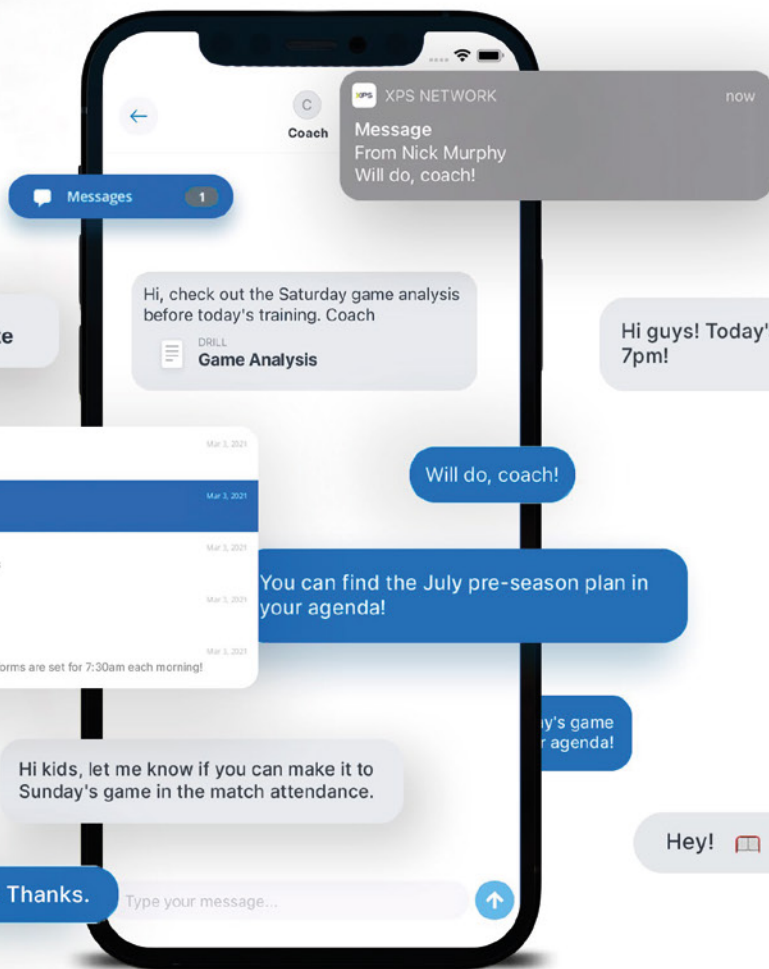 XPS XPS NETWORK now
C
Coach
Message
From Nick Murphy
Will do, coach!
Messages 1
Hi, check out the Saturday game analysis
before today's training. Coach
DRILL
Game Analysis
Hi guys! Today'
7pm!
Mar 3, 2021
Will do, coach!
Mar 3, 2021
Mar 3, 2021
You can find the July pre-season plan in
your agenda!
Mar 3, 2021
Mar 3, 2021
orms are set for 7:30am each morning!
y's game
r agenda!
Hi kids, let me know if you can make it to
Sunday's game in the match attendance.
Hey!
Thanks.
Type your message...